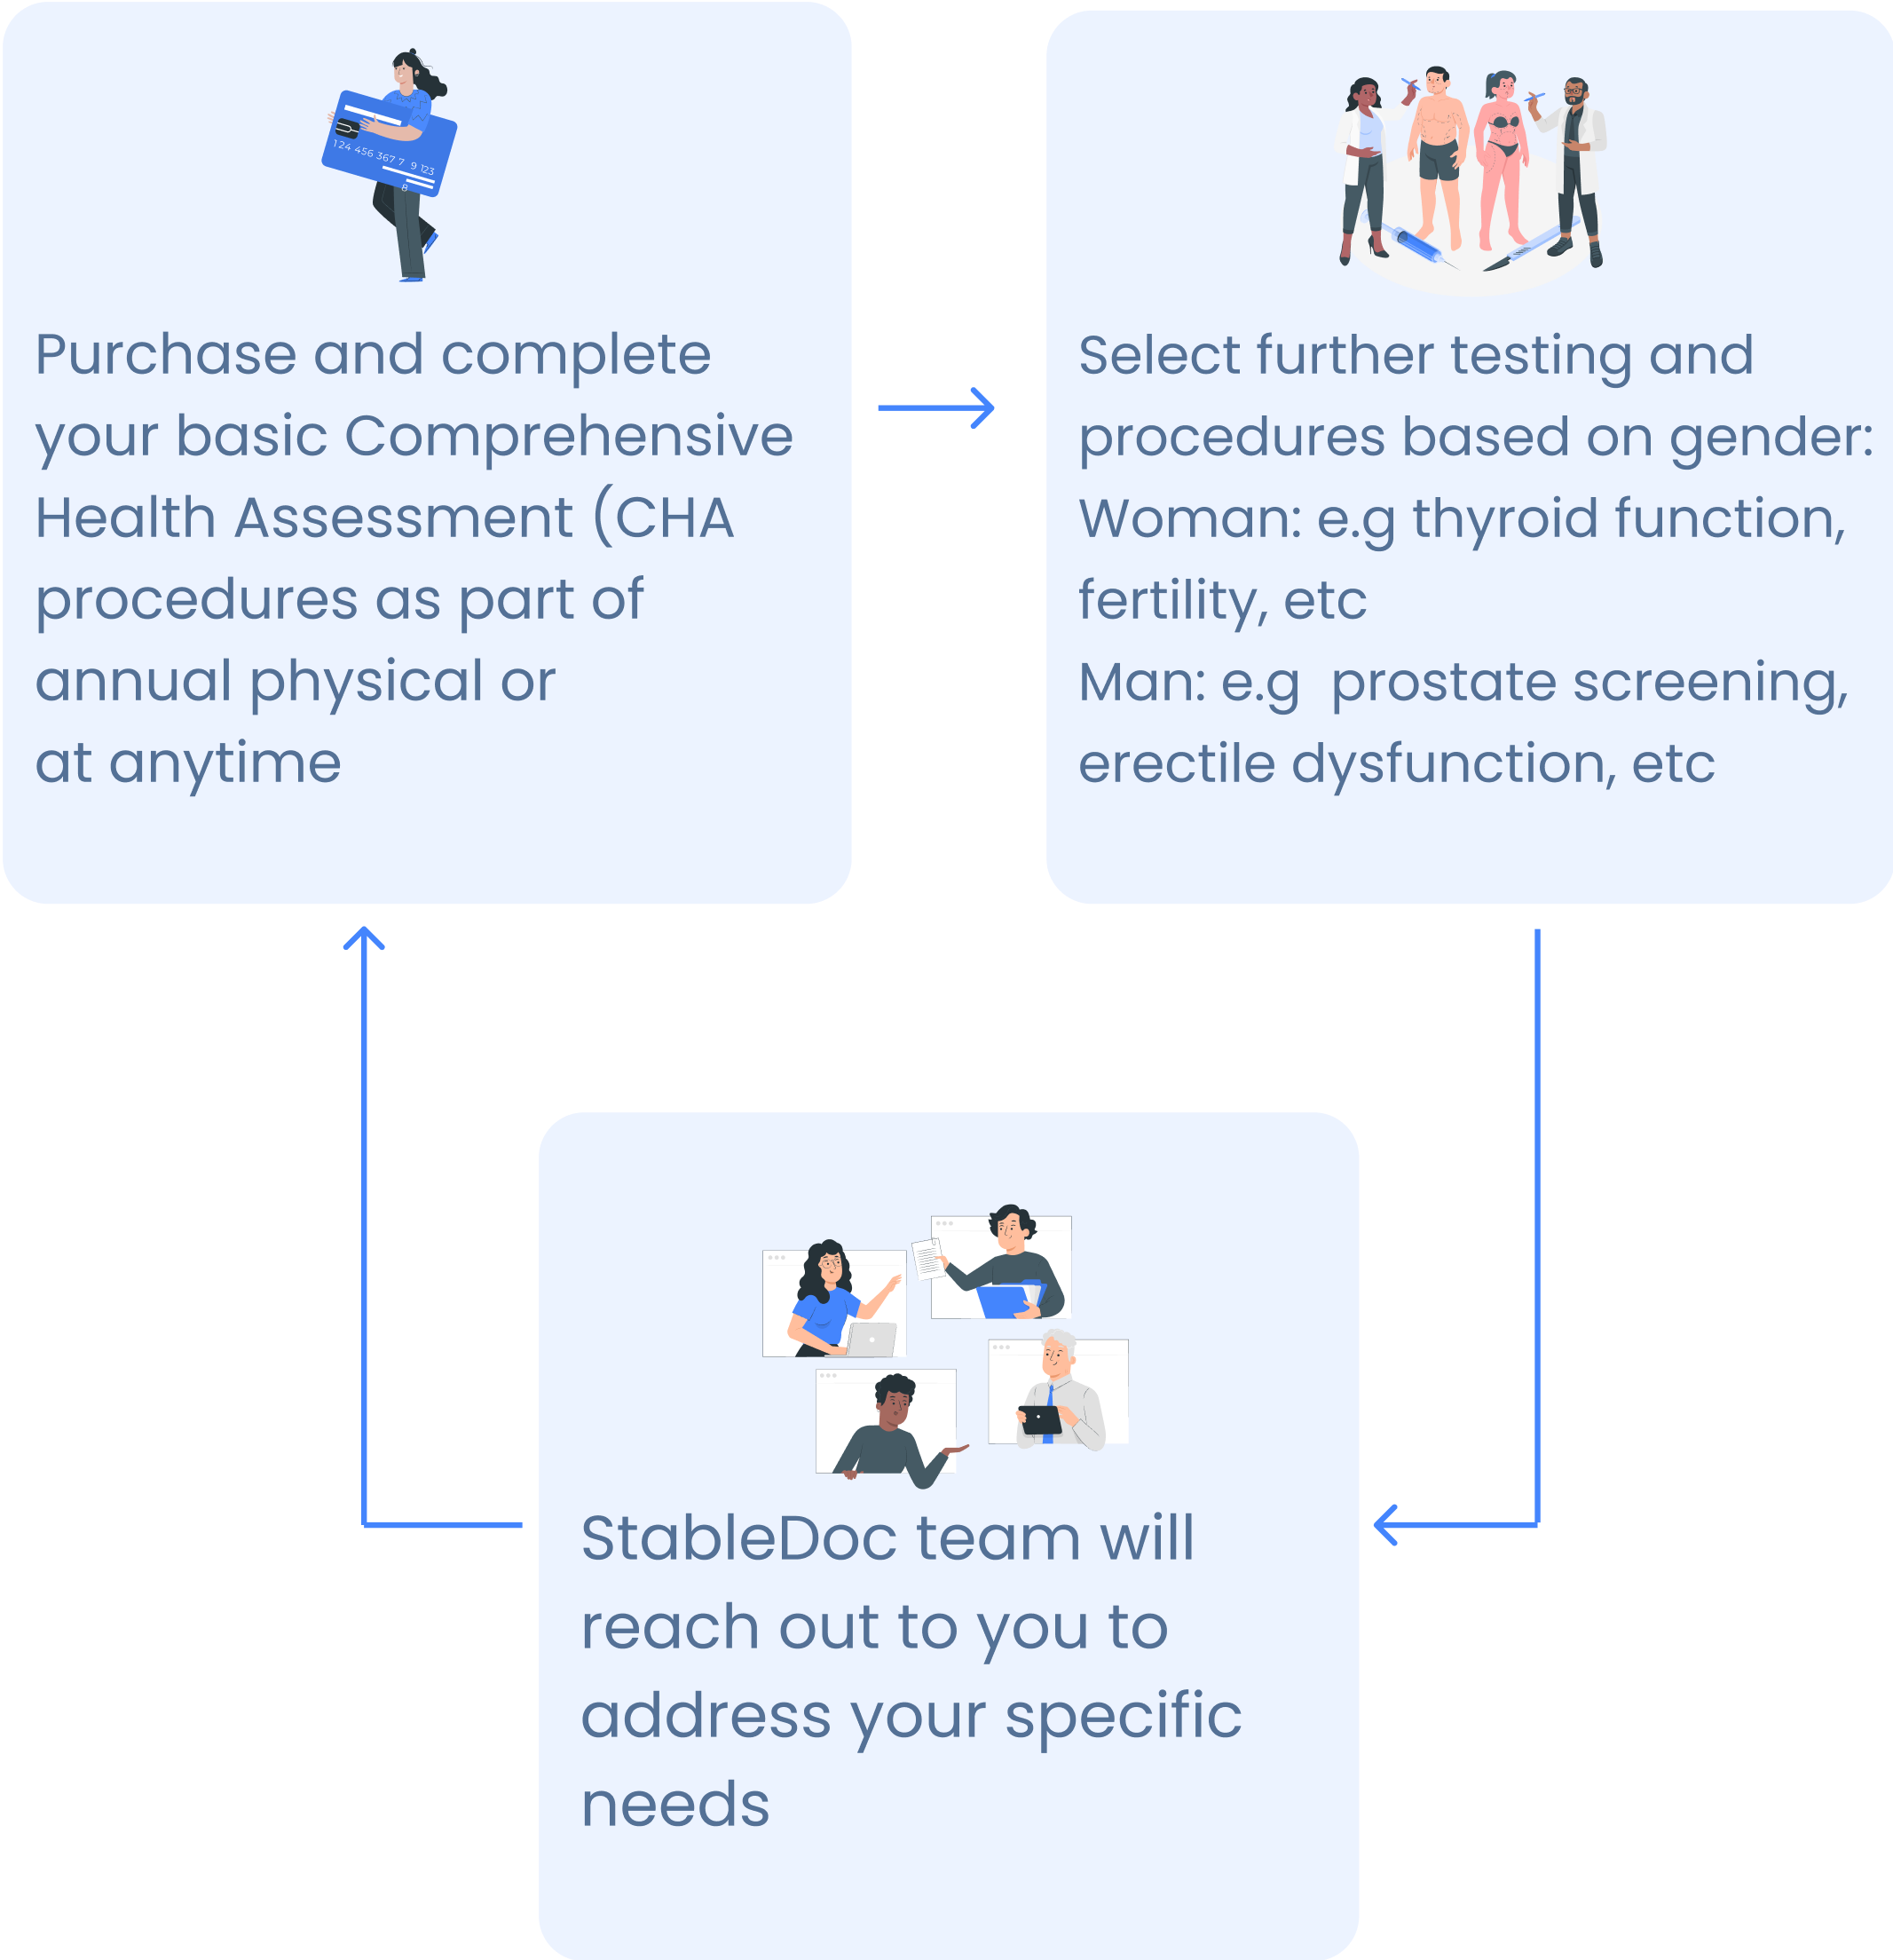 124 456 367 7 9 123
8
Purchase and complete
your basic Comprehensive
Health Assessment (CHA
procedures as part of
annual physical or
at anytime
Select further testing and
procedures based on gender:
Woman: e.g thyroid function,
fertility, etc
Man: e.g  prostate screening,
erectile dysfunction, etc
StableDoc team will
reach out to you to
address your specific
needs